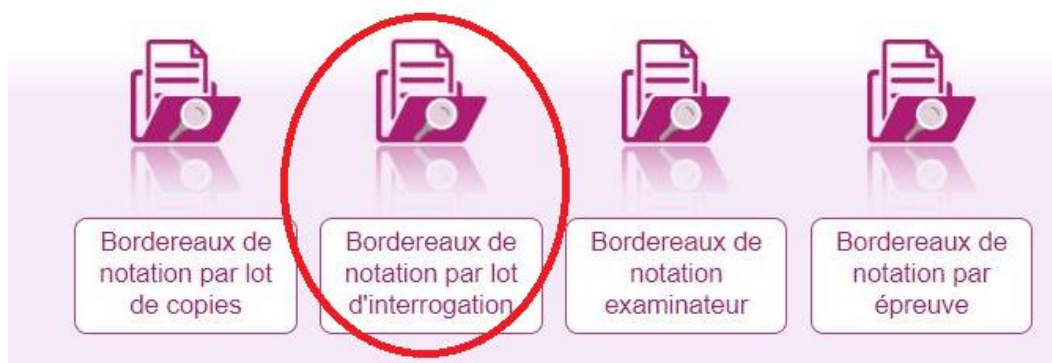 Bordereaux de
notation par lot
de copies
Bordereaux de
notation par lot
d'interrogation
Bordereaux de
notation
examinateur
Bordereaux de
notation par
épreuve